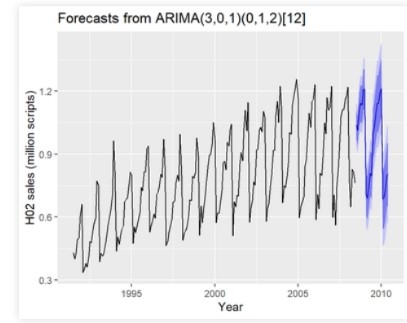 Forecasts from ARIMA(3,0,1)(0,1,2)[12]
H02 sales (million scripts)
1.2
0.9
0.6
0.3
1995 2000 2005 2010
Year